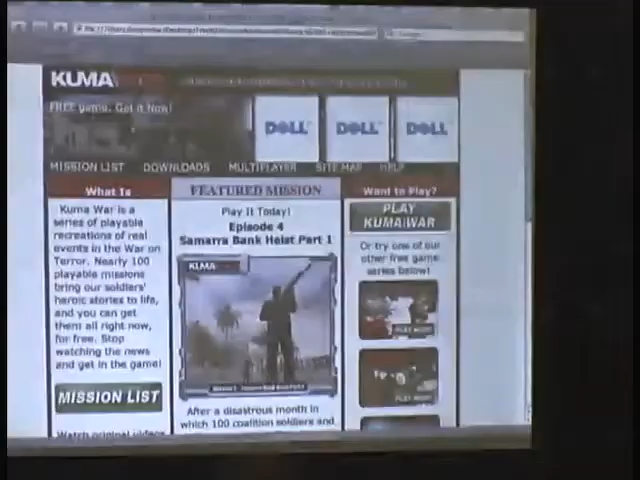 KUMA
FREE game. Get it Now!
DELL DELL DELL
MISSION LIST DOWNLOADS MULTIPLAYER SITE MAP HELP
What Is
Kuma War is a
series of playable
recreations of real
events in the War on
Terror. Nearly 100
playable missions
bring our soldiers'
heroic stories to life,
and you can get
them all right now,
for free. Stop
watching the news
and get in the game!
MISSION LIST
Watch original videos
FEATURED MISSION
Play It Today!
Episode 4
Samarra Bank Heist Part 1
KUMA
After a disastrous month in
which 100 coalition soldiers and
Want to Play?
PLAY
KUMA\WAR
Or try one of our
other free game
series below!
PLAY NOW!
PLAY NOW!